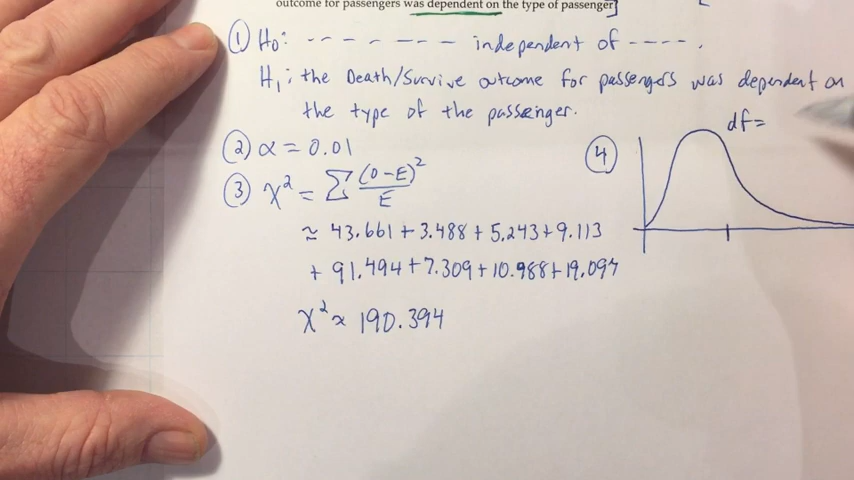 outcome for passengers was dependent on the type of passenger]
① H₀: - - - - - - - - independent of - - - - .
H₁: the Death/Survive outcome for passengers was dependent on
the type of the passenger.
② α = 0.01
③ χ² = Σ (O-E)²/E
≈ 43.661 + 3.488 + 5.243 + 9.113
+ 91.494 + 7.309 + 10.988 + 19.097
χ² ≈ 190.394
④ df=